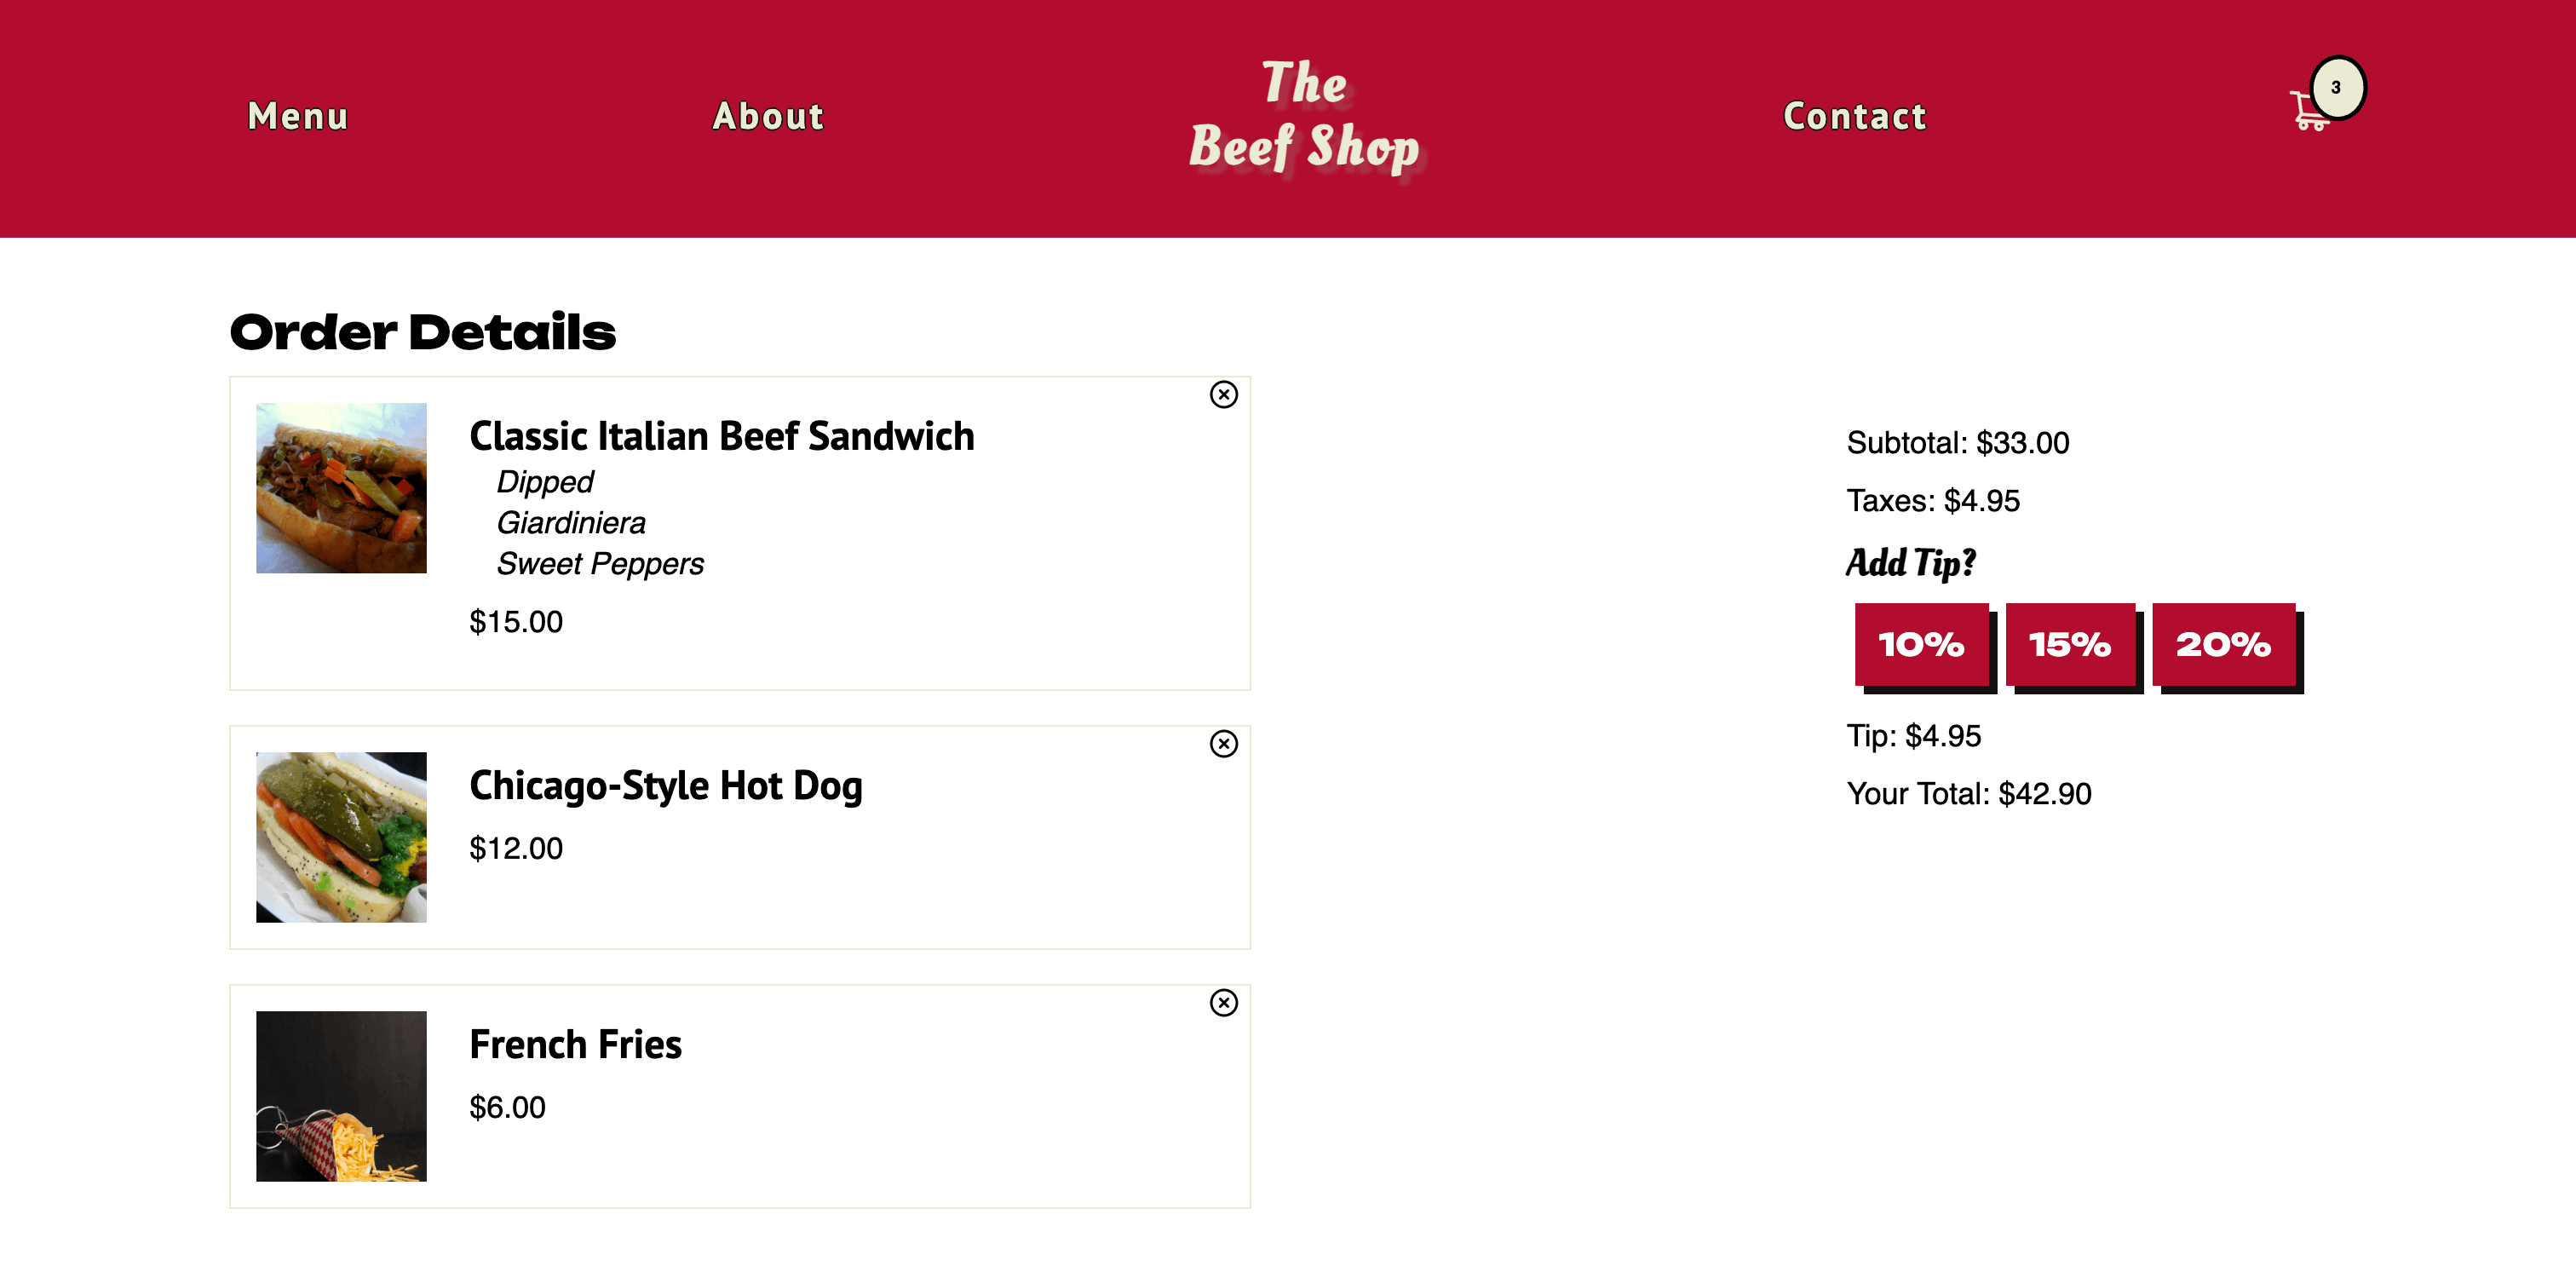 Menu
About
The
Beef Shop
Contact
3
Order Details
Classic Italian Beef Sandwich
Dipped
Giardiniera
Sweet Peppers
$15.00
Chicago-Style Hot Dog
$12.00
French Fries
$6.00
Subtotal: $33.00
Taxes: $4.95
Add Tip?
10% 15% 20%
Tip: $4.95
Your Total: $42.90